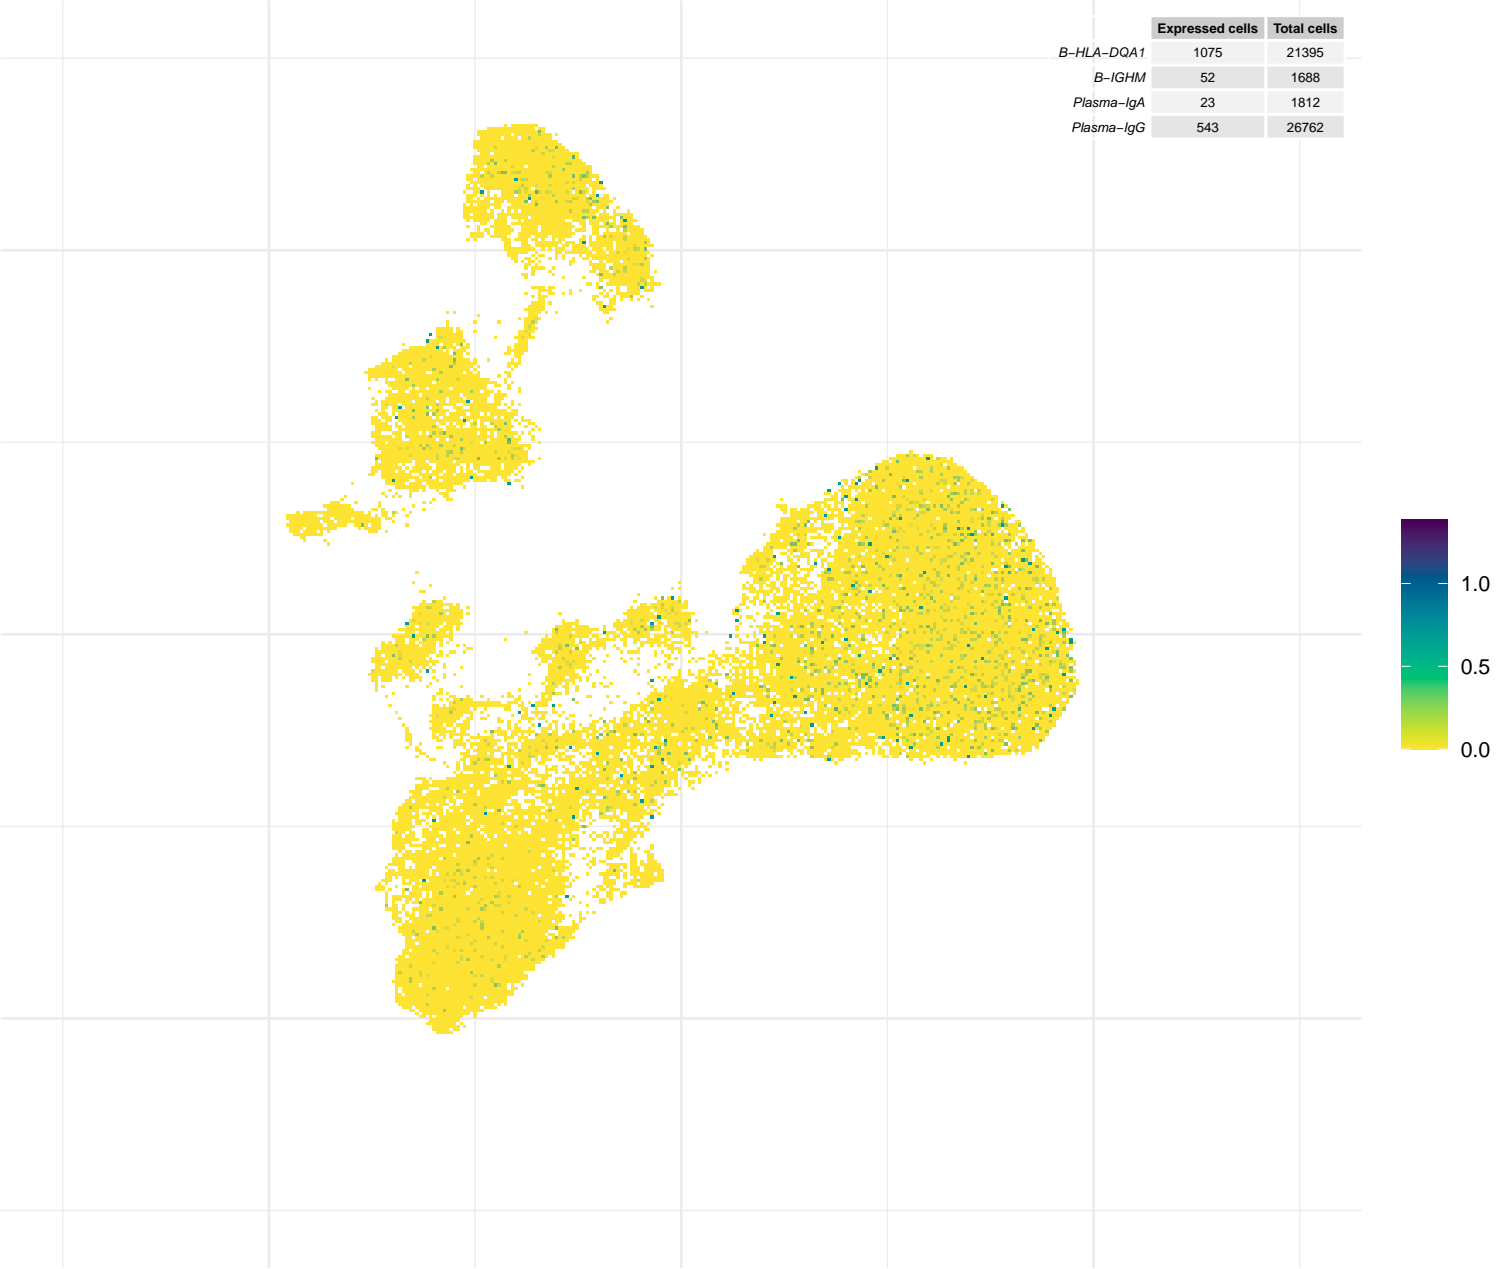 Expressed cells Total cells
B−HLA−DQA1 1075 21395
B−IGHM 52 1688
Plasma−IgA 23 1812
Plasma−IgG 543 26762
1.0
0.5
0.0